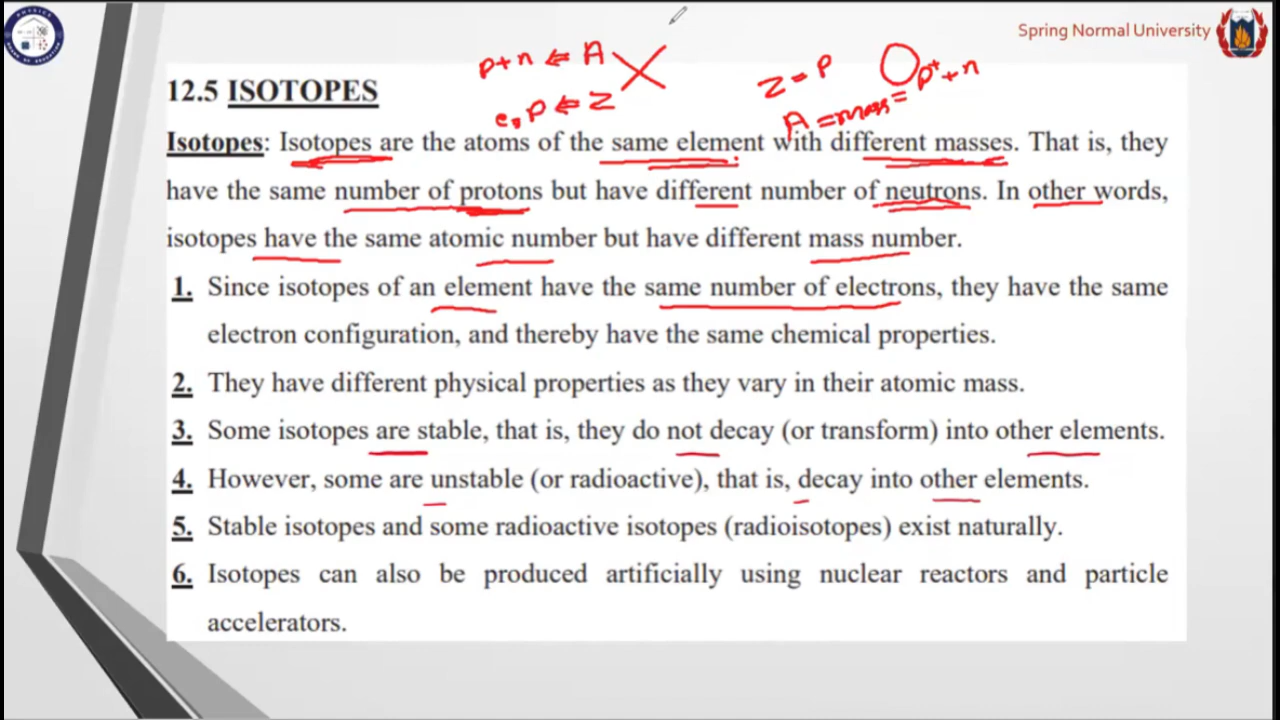 Spring Normal University
p+n ⇐ A X
e, p ⇐ Z
Z = P
p⁺ + n
A = mass =
12.5 ISOTOPES
Isotopes: Isotopes are the atoms of the same element with different masses. That is, they
have the same number of protons but have different number of neutrons. In other words,
isotopes have the same atomic number but have different mass number.
1. Since isotopes of an element have the same number of electrons, they have the same
electron configuration, and thereby have the same chemical properties.
2. They have different physical properties as they vary in their atomic mass.
3. Some isotopes are stable, that is, they do not decay (or transform) into other elements.
4. However, some are unstable (or radioactive), that is, decay into other elements.
5. Stable isotopes and some radioactive isotopes (radioisotopes) exist naturally.
6. Isotopes can also be produced artificially using nuclear reactors and particle
accelerators.